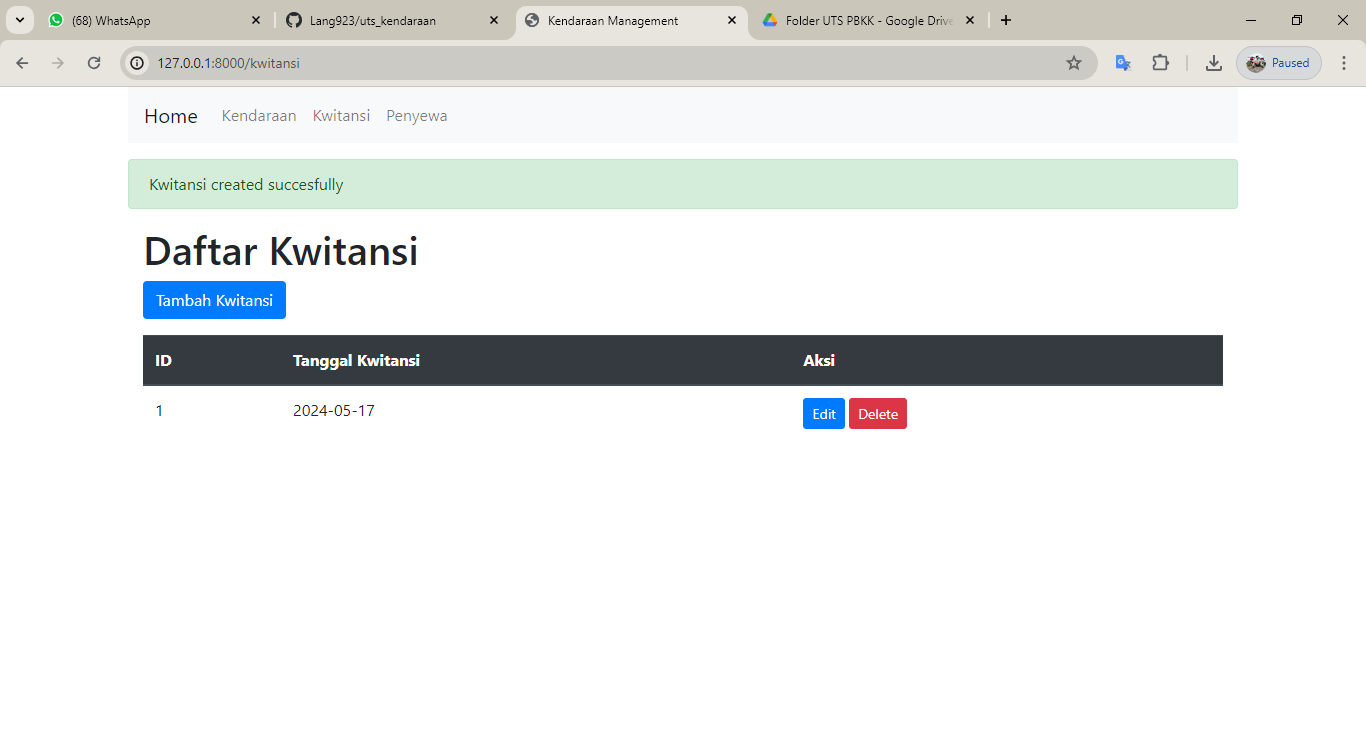 (68) WhatsApp
Lang923/uts_kendaraan
Kendaraan Management
Folder UTS PBKK - Google Drive
127.0.0.1:8000/kwitansi
Paused
Home Kendaraan Kwitansi Penyewa
Kwitansi created succesfully
Daftar Kwitansi
Tambah Kwitansi
ID Tanggal Kwitansi Aksi
1 2024-05-17 Edit Delete